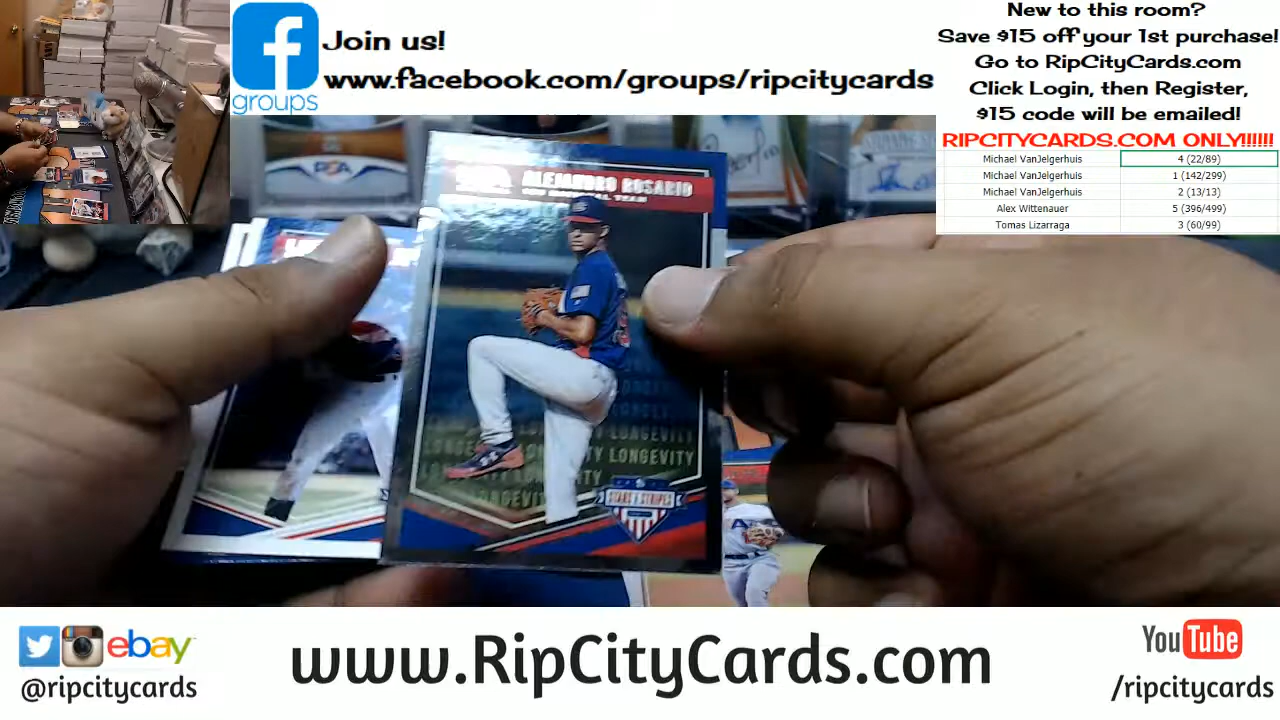 Join us!
www.facebook.com/groups/ripcitycards
groups
New to this room?
Save $15 off your 1st purchase!
Go to RipCityCards.com
Click Login, then Register,
$15 code will be emailed!
RIPCITYCARDS.COM ONLY!!!!!!
Michael VanJelgerhuis 4 (22/89)
Michael VanJelgerhuis 1 (142/299)
Michael VanJelgerhuis 2 (13/13)
Alex Wittenauer 5 (396/499)
Tomas Lizarraga 3 (60/99)
PSA
ALEJANDRO ROSARIO
LONGEVITY
LONGEVITY
LONGEVITY
STARS & STRIPES
ebay
@ripcitycards
www.RipCityCards.com
YouTube
/ripcitycards